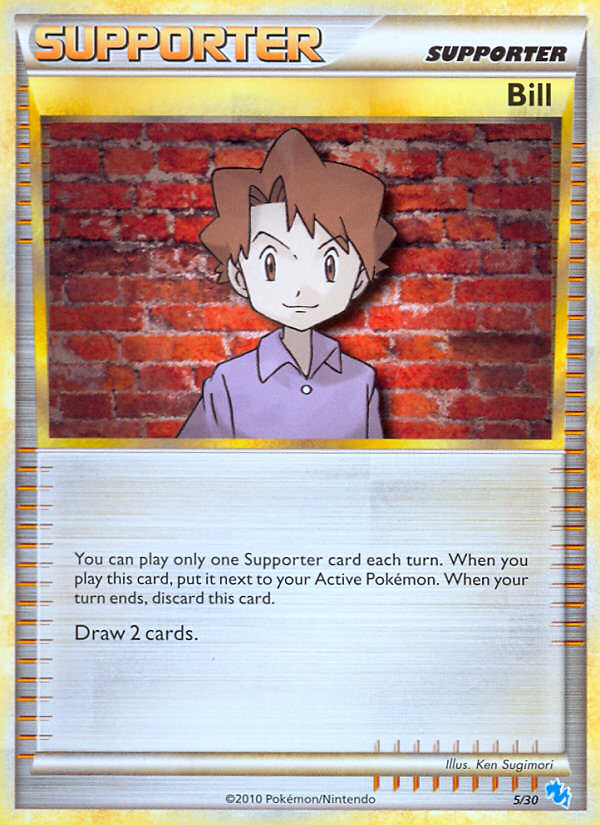 SUPPORTER
SUPPORTER
Bill
You can play only one Supporter card each turn. When you
play this card, put it next to your Active Pokémon. When your
turn ends, discard this card.
Draw 2 cards.
Illus. Ken Sugimori
©2010 Pokémon/Nintendo
5/30